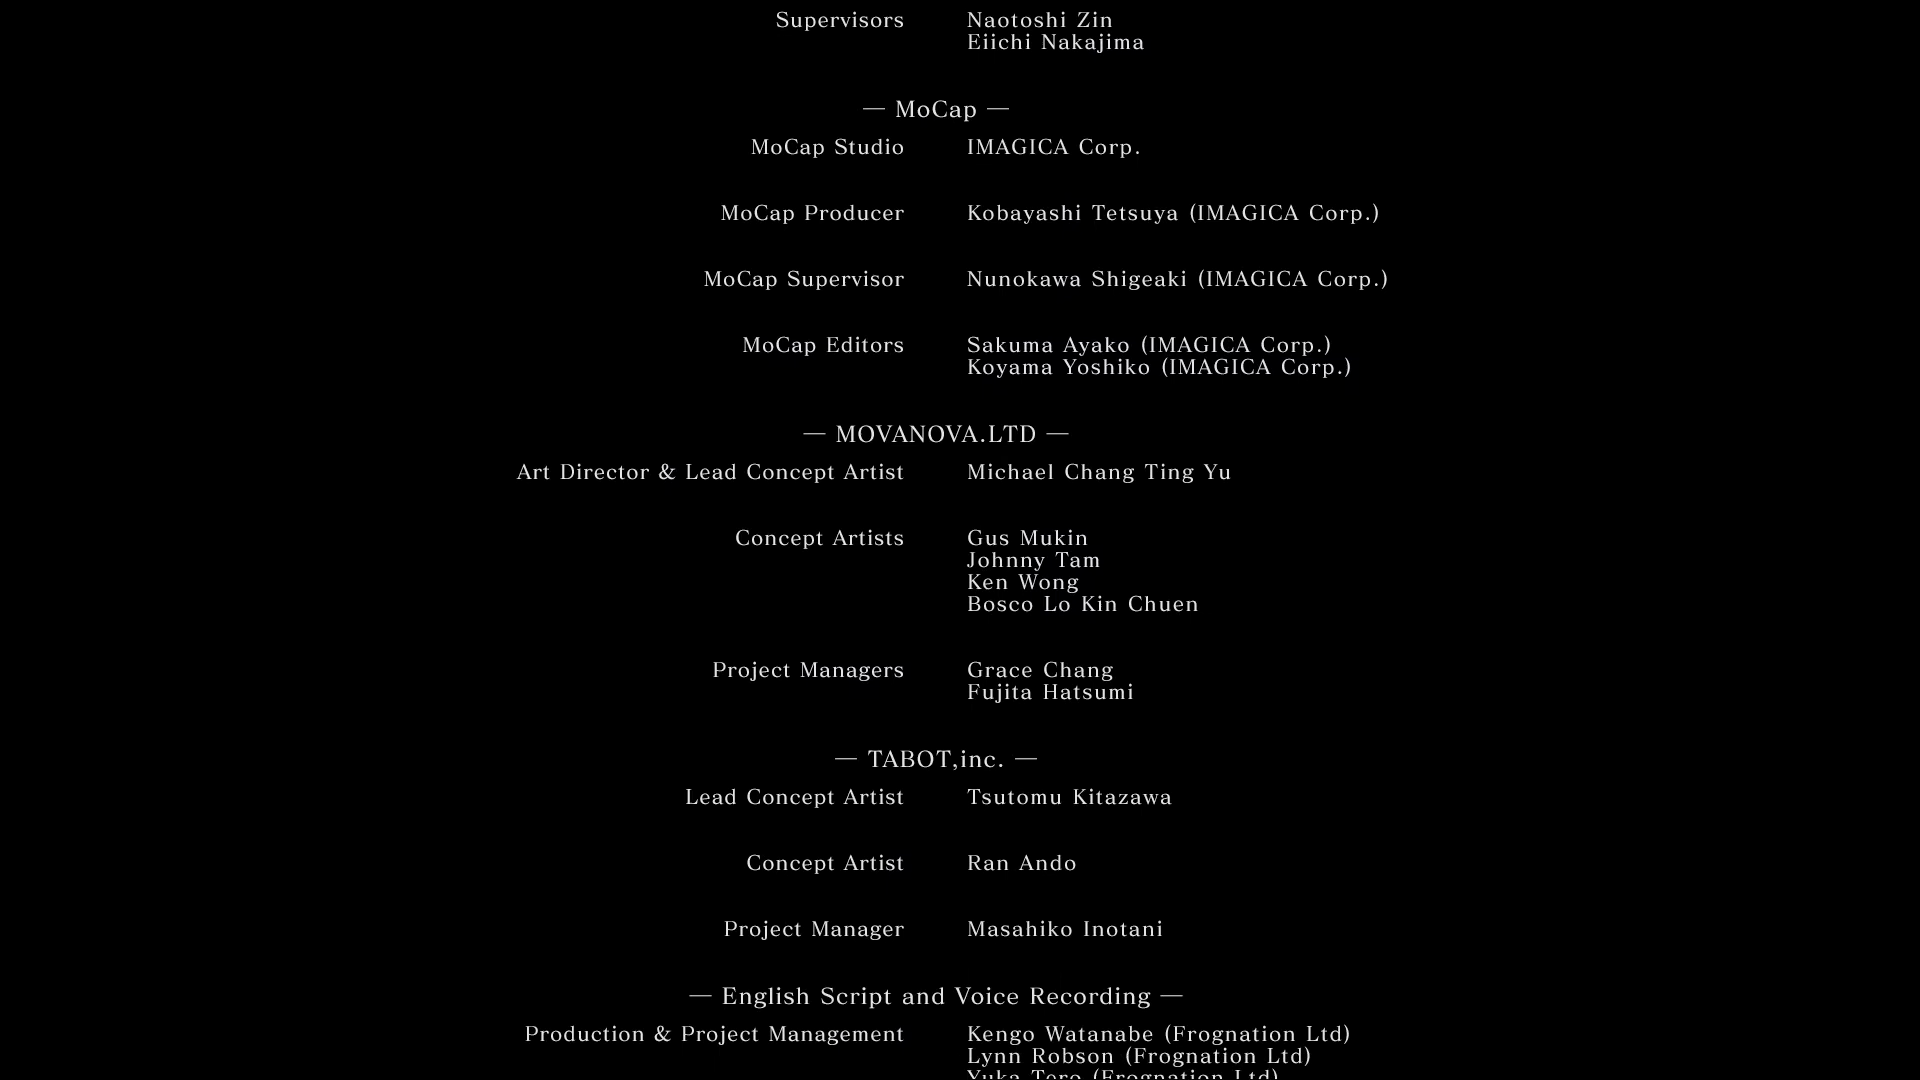 Supervisors Naotoshi Zin
Eiichi Nakajima
— MoCap —
MoCap Studio IMAGICA Corp.
MoCap Producer Kobayashi Tetsuya (IMAGICA Corp.)
MoCap Supervisor Nunokawa Shigeaki (IMAGICA Corp.)
MoCap Editors Sakuma Ayako (IMAGICA Corp.)
Koyama Yoshiko (IMAGICA Corp.)
— MOVANOVA.LTD —
Art Director & Lead Concept Artist Michael Chang Ting Yu
Concept Artists Gus Mukin
Johnny Tam
Ken Wong
Bosco Lo Kin Chuen
Project Managers Grace Chang
Fujita Hatsumi
— TABOT,inc. —
Lead Concept Artist Tsutomu Kitazawa
Concept Artist Ran Ando
Project Manager Masahiko Inotani
— English Script and Voice Recording —
Production & Project Management Kengo Watanabe (Frognation Ltd)
Lynn Robson (Frognation Ltd)
Yuka Tero (Frognation Ltd)